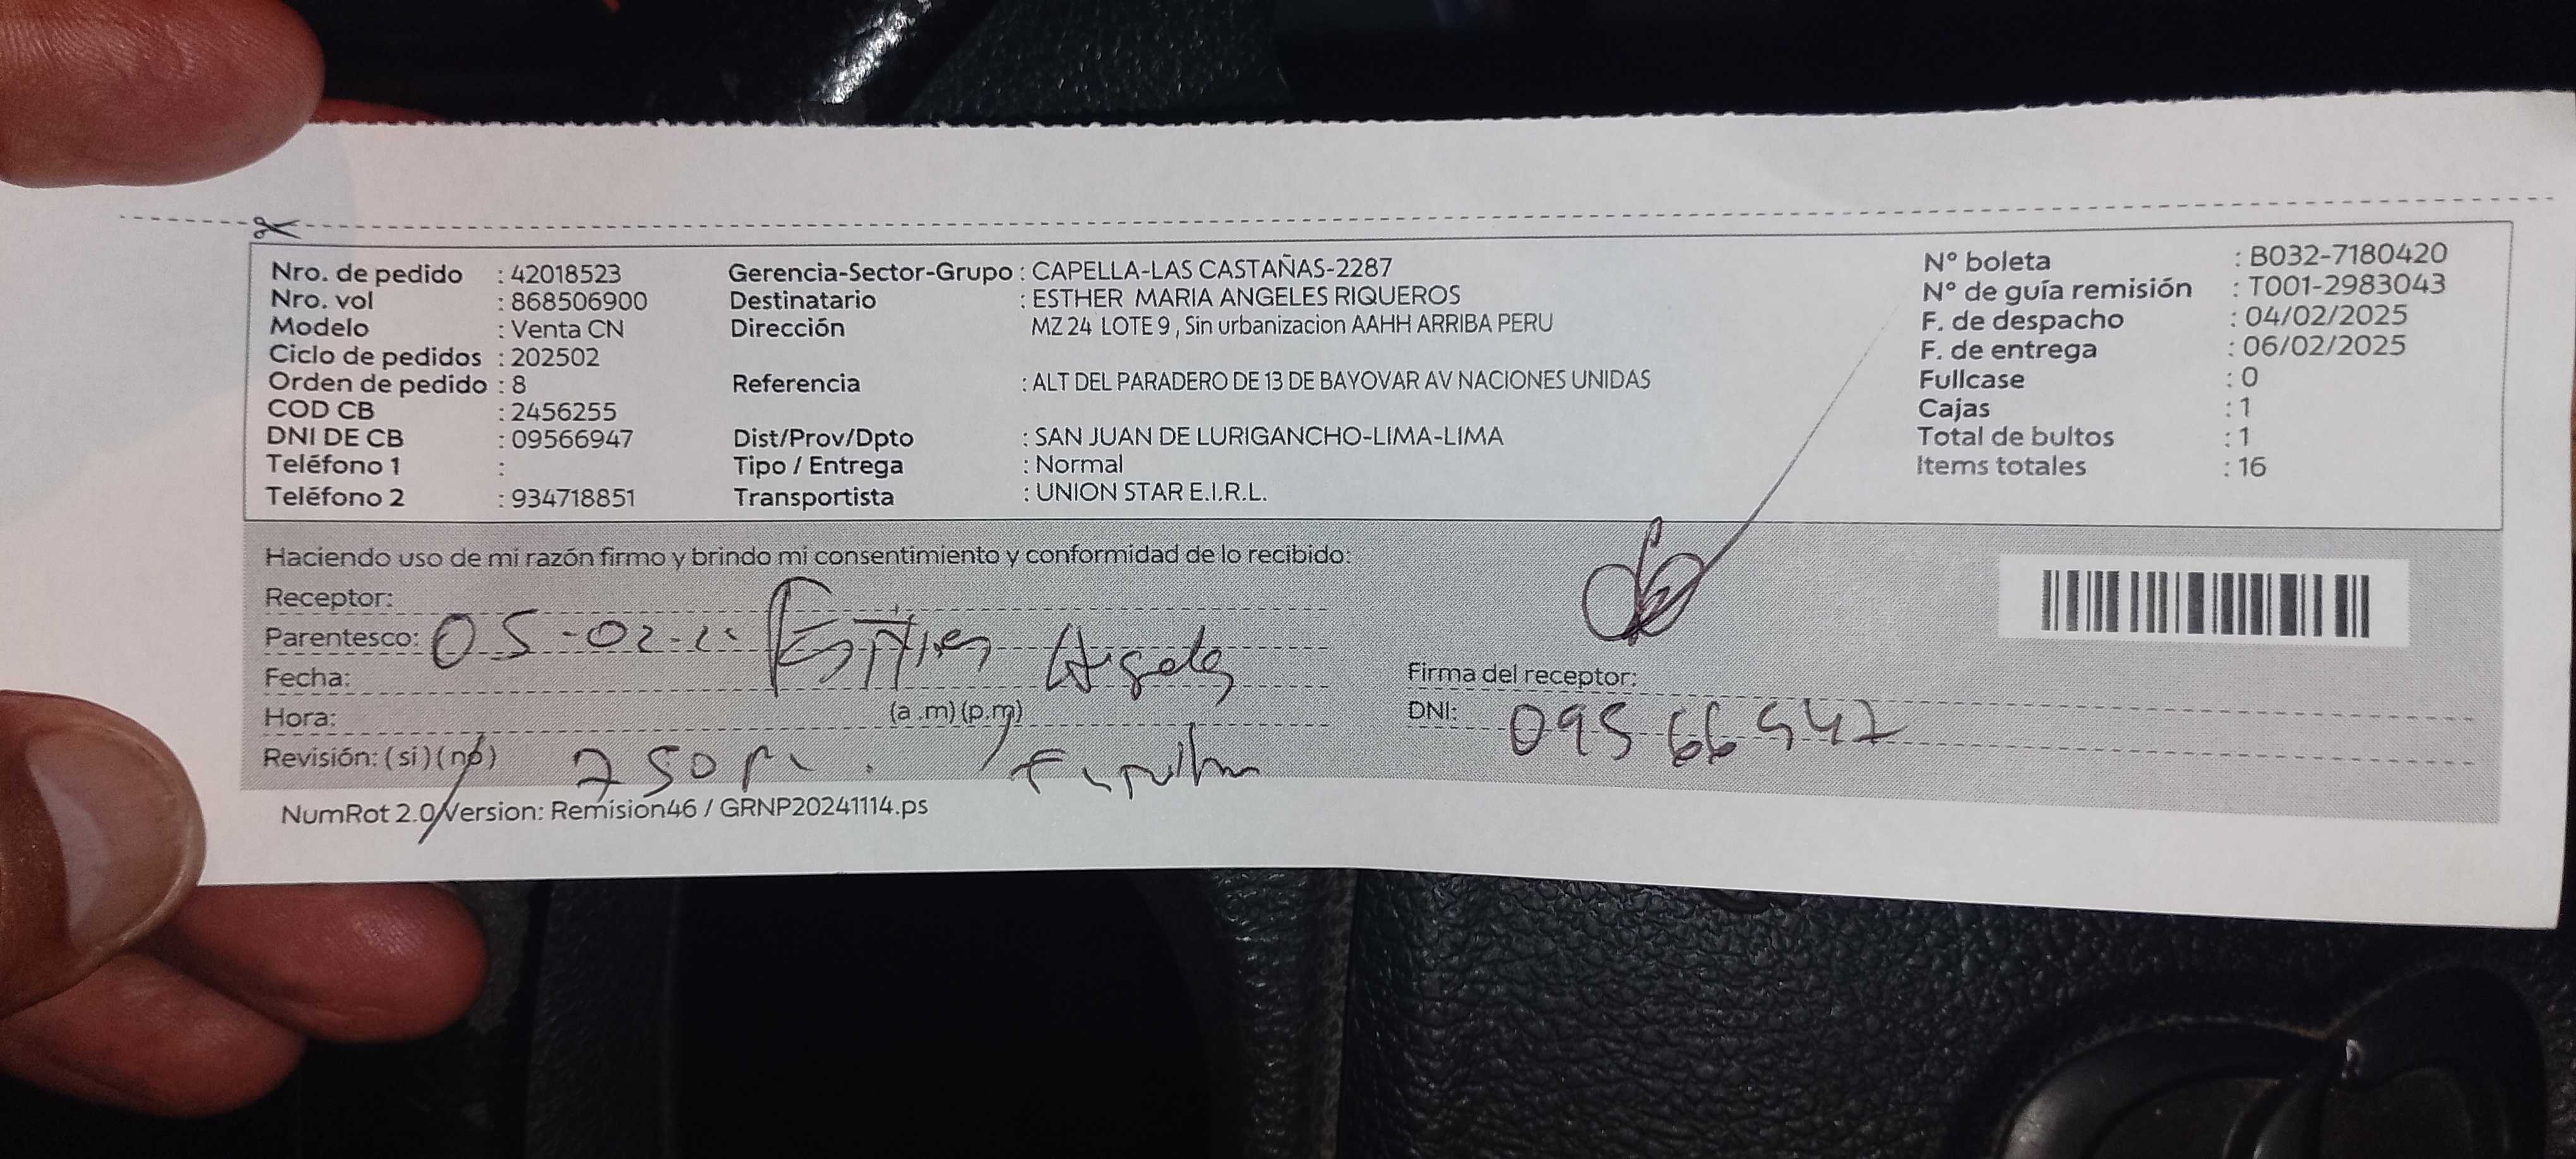 Nro. de pedido : 42018523
Nro. vol : 868506900
Modelo : Venta CN
Ciclo de pedidos : 202502
Orden de pedido : 8
COD CB : 2456255
DNI DE CB : 09566947
Teléfono 1 :
Teléfono 2 : 934718851
Gerencia-Sector-Grupo : CAPELLA-LAS CASTAÑAS-2287
Destinatario : ESTHER MARIA ANGELES RIQUEROS
Dirección MZ 24 LOTE 9 , Sin urbanizacion AAHH ARRIBA PERU
Referencia : ALT DEL PARADERO DE 13 DE BAYOVAR AV NACIONES UNIDAS
Dist/Prov/Dpto : SAN JUAN DE LURIGANCHO-LIMA-LIMA
Tipo / Entrega : Normal
Transportista : UNION STAR E.I.R.L.
N° boleta : B032-7180420
N° de guía remisión : T001-2983043
F. de despacho : 04/02/2025
F. de entrega : 06/02/2025
Fullcase : 0
Cajas : 1
Total de bultos : 1
Items totales : 16
Haciendo uso de mi razón firmo y brindo mi consentimiento y conformidad de lo recibido:
Receptor:
Parentesco: 05-02-
Fecha:
Hora: (a .m) (p.m)
Revisión: (si) (no) 750 p
Firma del receptor:
DNI: 09566947
NumRot 2.0/Version: Remision46 / GRNP20241114.ps